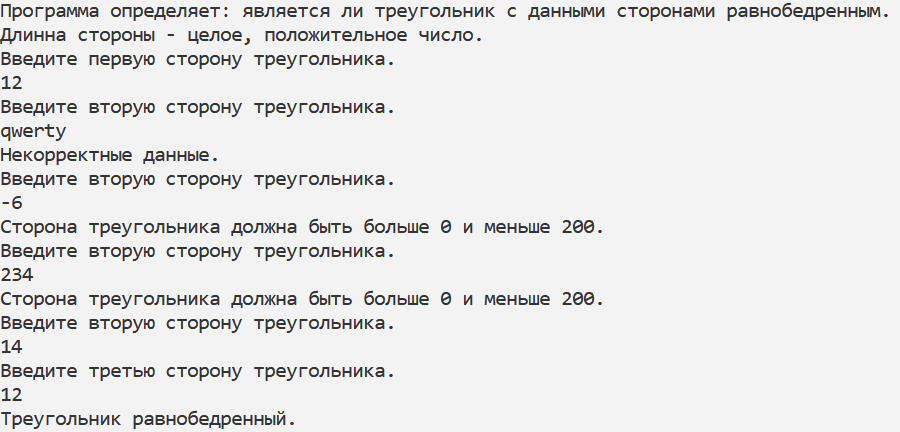 Программа определяет: является ли треугольник с данными сторонами равнобедренным.
Длинна стороны - целое, положительное число.
Введите первую сторону треугольника.
12
Введите вторую сторону треугольника.
qwerty
Некорректные данные.
Введите вторую сторону треугольника.
-6
Сторона треугольника должна быть больше 0 и меньше 200.
Введите вторую сторону треугольника.
234
Сторона треугольника должна быть больше 0 и меньше 200.
Введите вторую сторону треугольника.
14
Введите третью сторону треугольника.
12
Треугольник равнобедренный.